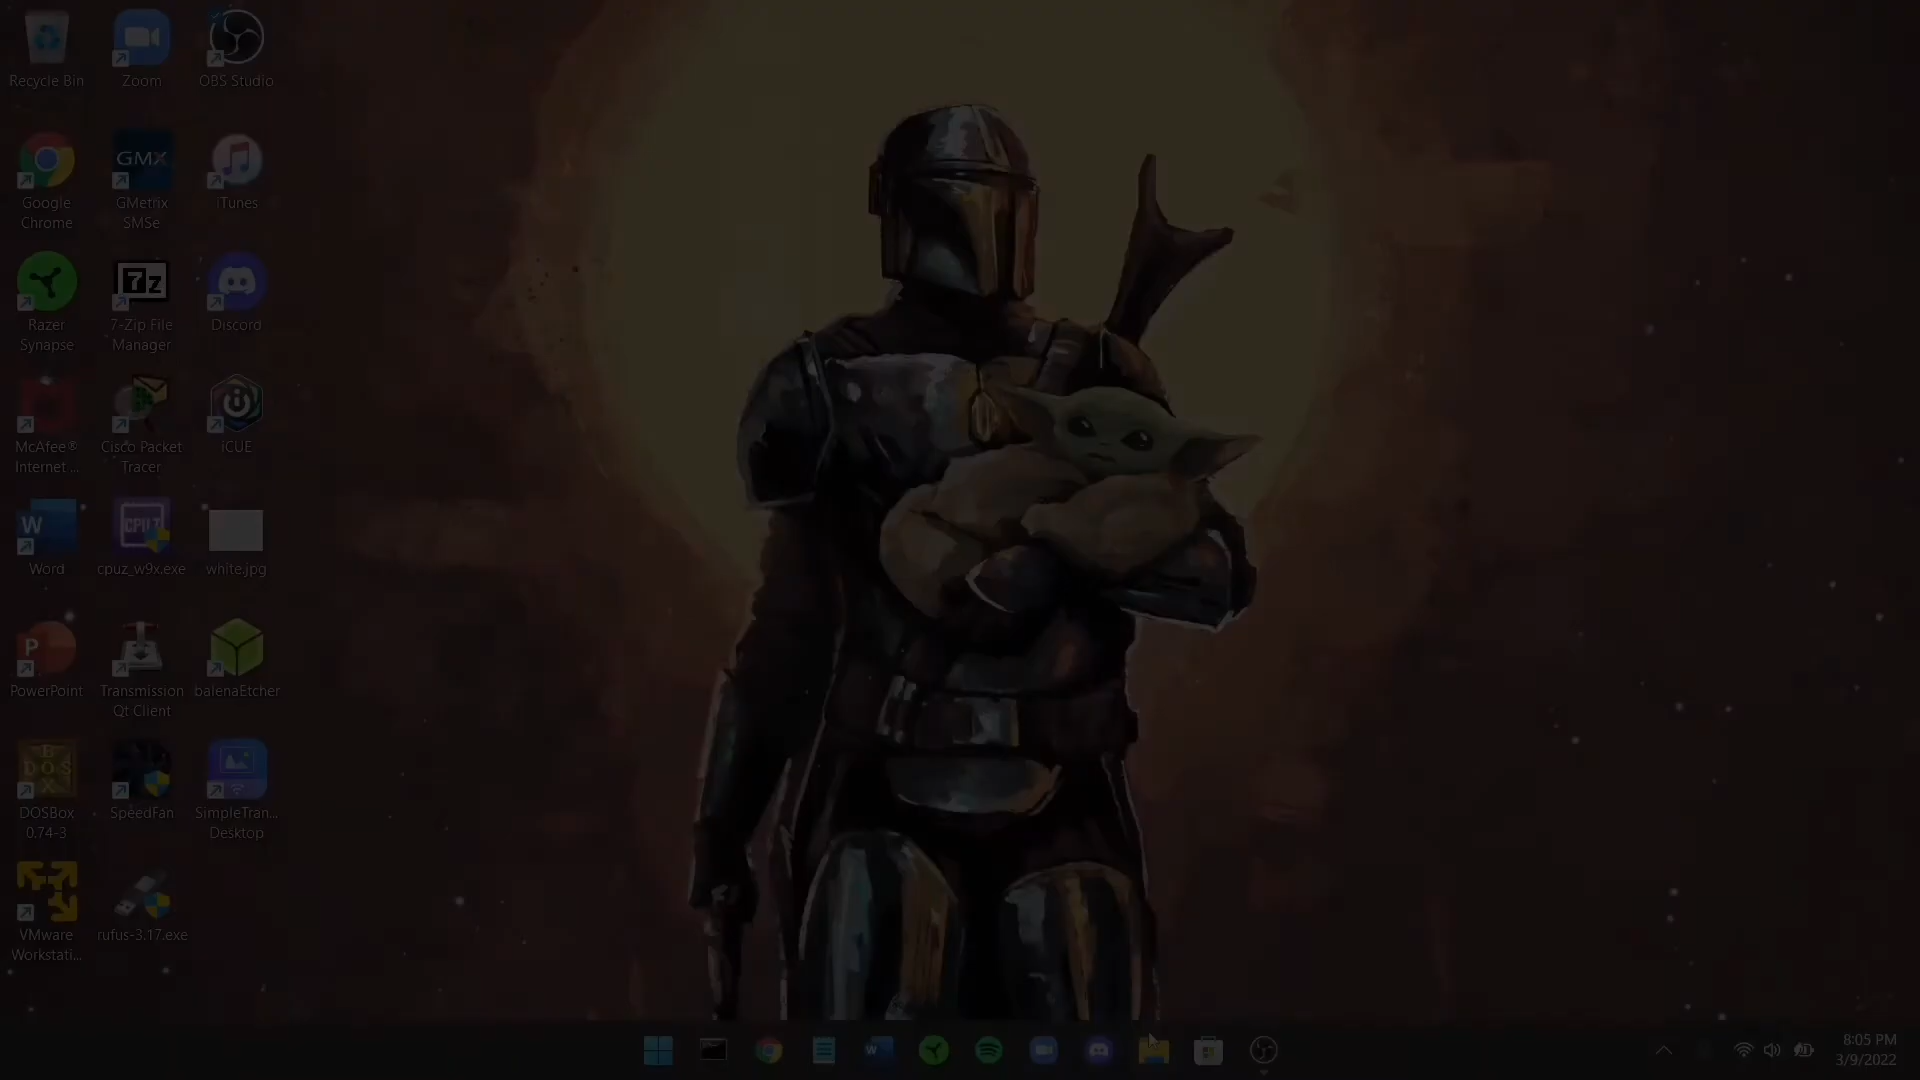 Recycle Bin
Zoom
OBS Studio
GMX
Google
Chrome
GMetrix
SMSe
iTunes
7z
Razer
Synapse
7-Zip File
Manager
Discord
McAfee®
Internet ...
Cisco Packet
Tracer
iCUE
W
CPUZ
Word
cpuz_w9x.exe
white.jpg
P
PowerPoint
Transmission
Qt Client
balenaEtcher
B
DOS
X
DOSBox
0.74-3
SpeedFan
SimpleTran...
Desktop
VMware
Workstati...
rufus-3.17.exe
W
8:05 PM
3/9/2022